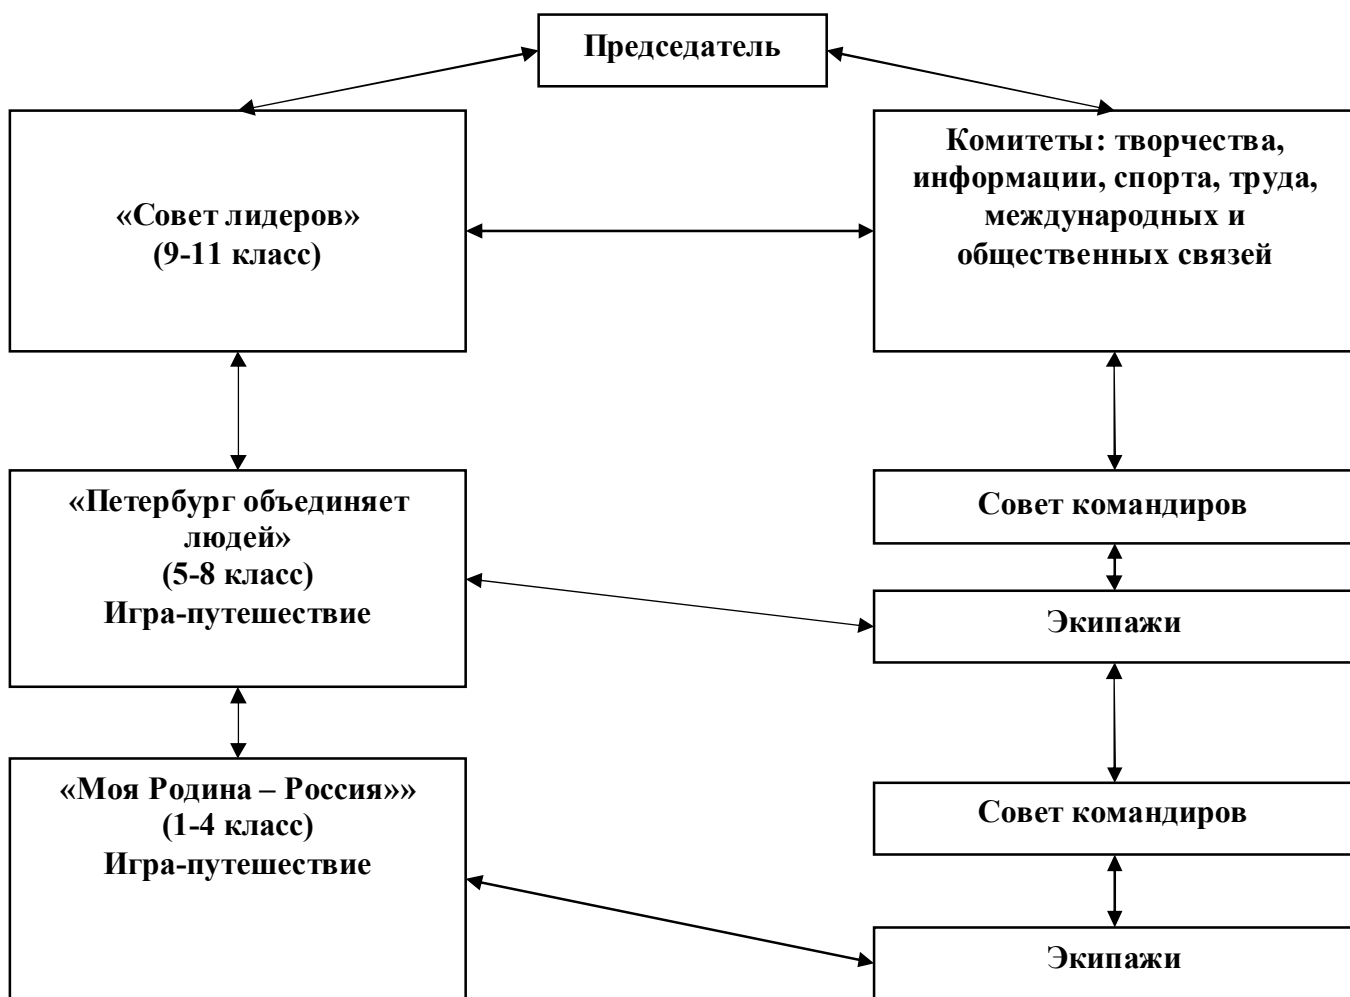 Председатель
«Совет лидеров»
(9-11 класс)
Комитеты: творчества,
информации, спорта, труда,
международных и
общественных связей
«Петербург объединяет
людей»
(5-8 класс)
Игра-путешествие
Совет командиров
Экипажи
«Моя Родина – Россия»»
(1-4 класс)
Игра-путешествие
Совет командиров
Экипажи